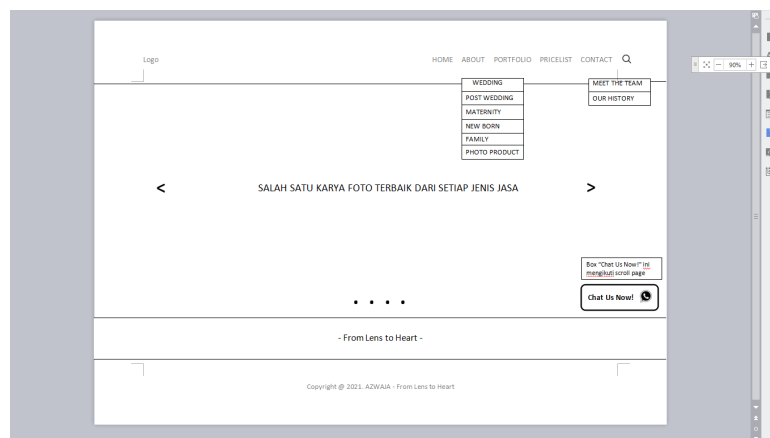 Logo
HOME ABOUT PORTFOLIO PRICELIST CONTACT
90%
WEDDING
POST WEDDING
MATERNITY
NEW BORN
FAMILY
PHOTO PRODUCT
MEET THE TEAM
OUR HISTORY
< SALAH SATU KARYA FOTO TERBAIK DARI SETIAP JENIS JASA >
Box "Chat Us Now!" ini
mengikuti scroll page
Chat Us Now!
- From Lens to Heart -
Copyright @ 2021. AZWAJA - From Lens to Heart